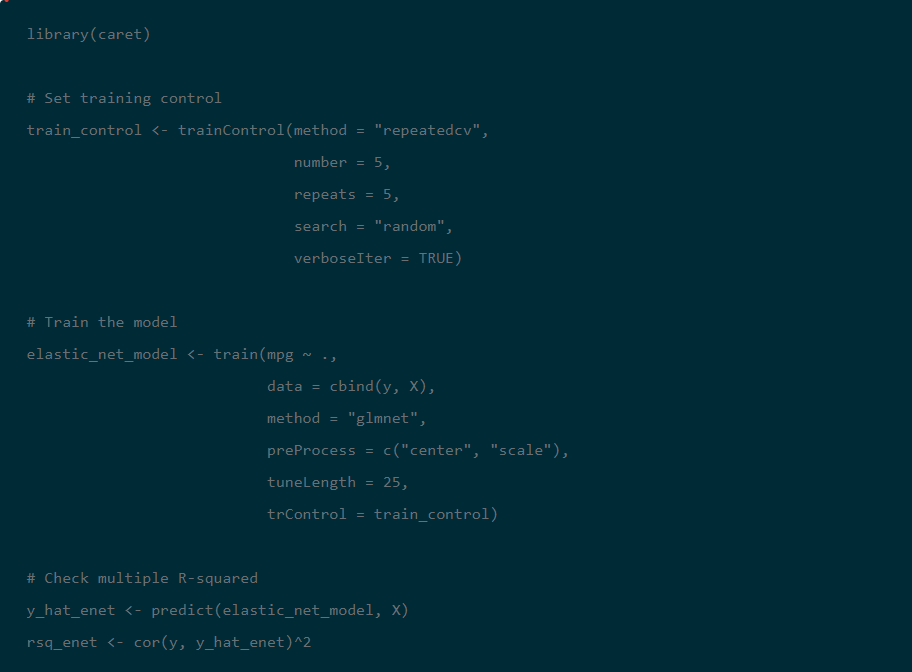 library(caret)
# Set training control
train_control <- trainControl(method = "repeatedcv",
                              number = 5,
                              repeats = 5,
                              search = "random",
                              verboseIter = TRUE)
# Train the model
elastic_net_model <- train(mpg ~ .,
                           data = cbind(y, X),
                           method = "glmnet",
                           preProcess = c("center", "scale"),
                           tuneLength = 25,
                           trControl = train_control)
# Check multiple R-squared
y_hat_enet <- predict(elastic_net_model, X)
rsq_enet <- cor(y, y_hat_enet)^2